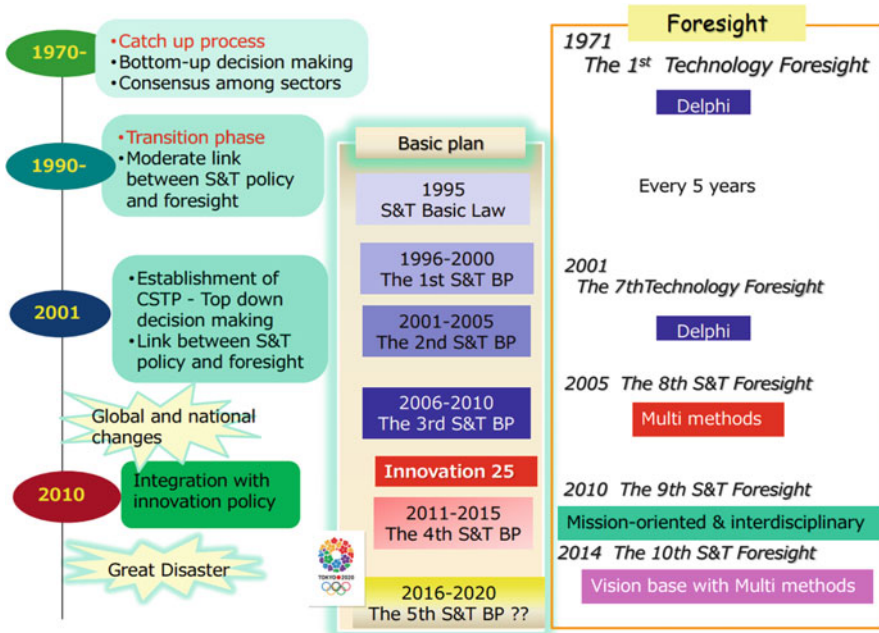 1970-
•Catch up process
•Bottom-up decision making
•Consensus among sectors
1990-
•Transition phase
•Moderate link
between S&T policy
and foresight
2001
•Establishment of
CSTP - Top down
decision making
•Link between S&T
policy and foresight
Global and national
changes
2010
Integration with
innovation policy
Great Disaster
Basic plan
1995
S&T Basic Law
1996-2000
The 1st S&T BP
2001-2005
The 2nd S&T BP
2006-2010
The 3rd S&T BP
Innovation 25
2011-2015
The 4th S&T BP
TOKYO 2020
2016-2020
The 5th S&T BP ??
Foresight
1971
The 1st Technology Foresight
Delphi
Every 5 years
2001
The 7thTechnology Foresight
Delphi
2005 The 8th S&T Foresight
Multi methods
2010 The 9th S&T Foresight
Mission-oriented & interdisciplinary
2014 The 10th S&T Foresight
Vision base with Multi methods